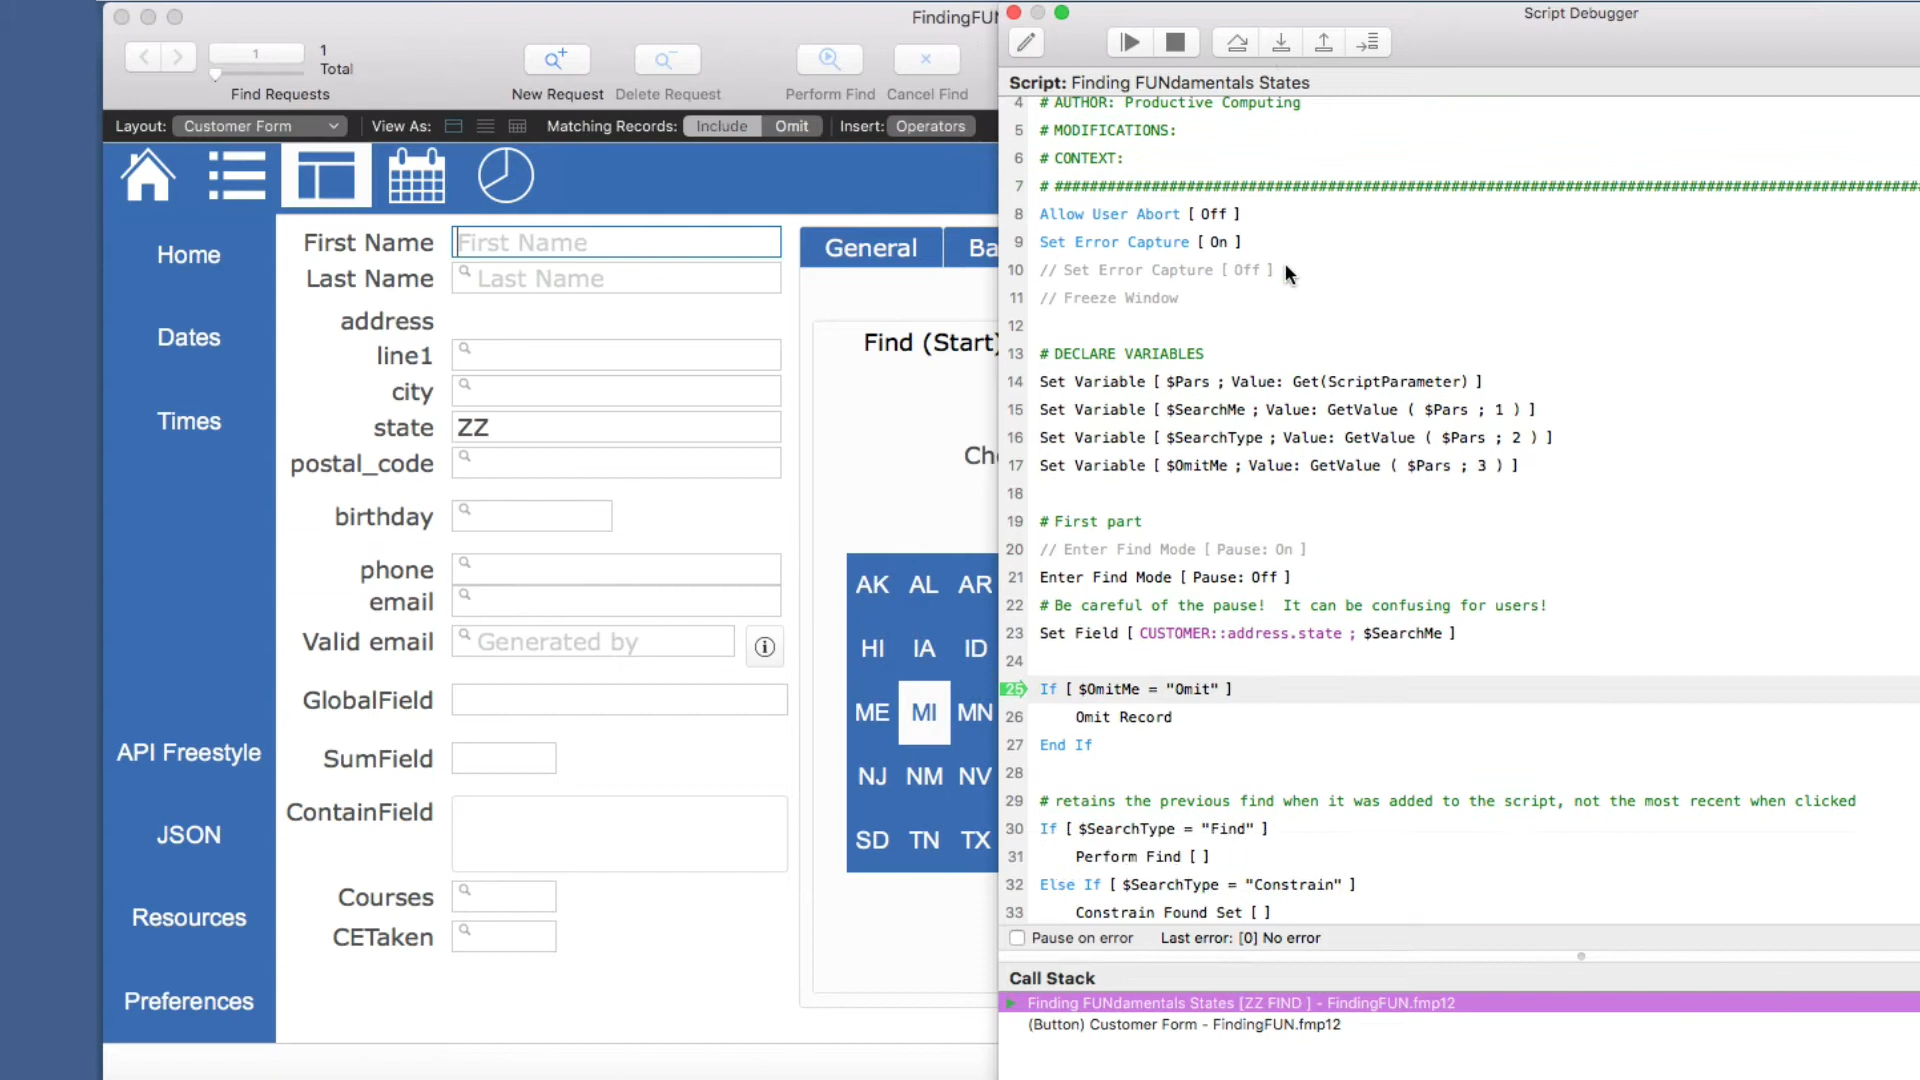 FindingFUN
1
1
Total
Find Requests
New Request
Delete Request
Perform Find
Cancel Find
Layout: Customer Form
View As:
Matching Records: Include Omit
Insert: Operators
Home
Dates
Times
API Freestyle
JSON
Resources
Preferences
First Name First Name
Last Name Last Name
address
line1
city
state ZZ
postal_code
birthday
phone
email
Valid email Generated by
GlobalField
SumField
ContainField
Courses
CETaken
General
Find (Start)
AK AL AR
HI IA ID
ME MI MN
NJ NM NV
SD TN TX
Script Debugger
Script: Finding FUNdamentals States
4 # AUTHOR: Productive Computing
5 # MODIFICATIONS:
6 # CONTEXT:
7 # ####################################################################################################
8 Allow User Abort [ Off ]
9 Set Error Capture [ On ]
10 // Set Error Capture [ Off ]
11 // Freeze Window
12
13 # DECLARE VARIABLES
14 Set Variable [ $Pars ; Value: Get(ScriptParameter) ]
15 Set Variable [ $SearchMe ; Value: GetValue ( $Pars ; 1 ) ]
16 Set Variable [ $SearchType ; Value: GetValue ( $Pars ; 2 ) ]
17 Set Variable [ $OmitMe ; Value: GetValue ( $Pars ; 3 ) ]
18
19 # First part
20 // Enter Find Mode [ Pause: On ]
21 Enter Find Mode [ Pause: Off ]
22 # Be careful of the pause! It can be confusing for users!
23 Set Field [ CUSTOMER::address.state ; $SearchMe ]
24
25 If [ $OmitMe = "Omit" ]
26 Omit Record
27 End If
28
29 # retains the previous find when it was added to the script, not the most recent when clicked
30 If [ $SearchType = "Find" ]
31 Perform Find [ ]
32 Else If [ $SearchType = "Constrain" ]
33 Constrain Found Set [ ]
Pause on error Last error: [0] No error
Call Stack
Finding FUNdamentals States [ZZ FIND ] - FindingFUN.fmp12
(Button) Customer Form - FindingFUN.fmp12